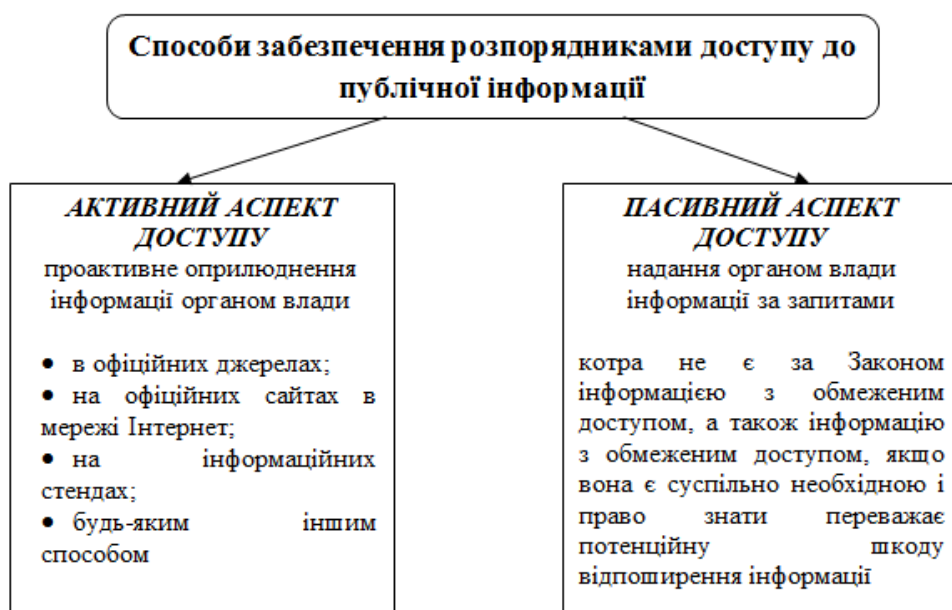 Способи забезпечення розпорядниками доступу до
публічної інформації
АКТИВНИЙ АСПЕКТ
ДОСТУПУ
проактивне оприлюднення
інформації органом влади
• в офіційних джерелах;
• на офіційних сайтах в
мережі Інтернет;
• на інформаційних
стендах;
• будь-яким іншим
способом
ПАСИВНИЙ АСПЕКТ
ДОСТУПУ
надання органом влади
інформації за запитами
котра не є за Законом
інформацією з обмеженим
доступом, а також інформацію
з обмеженим доступом, якщо
вона є суспільно необхідною і
право знати переважає
потенційну шкоду
відпоширення інформації